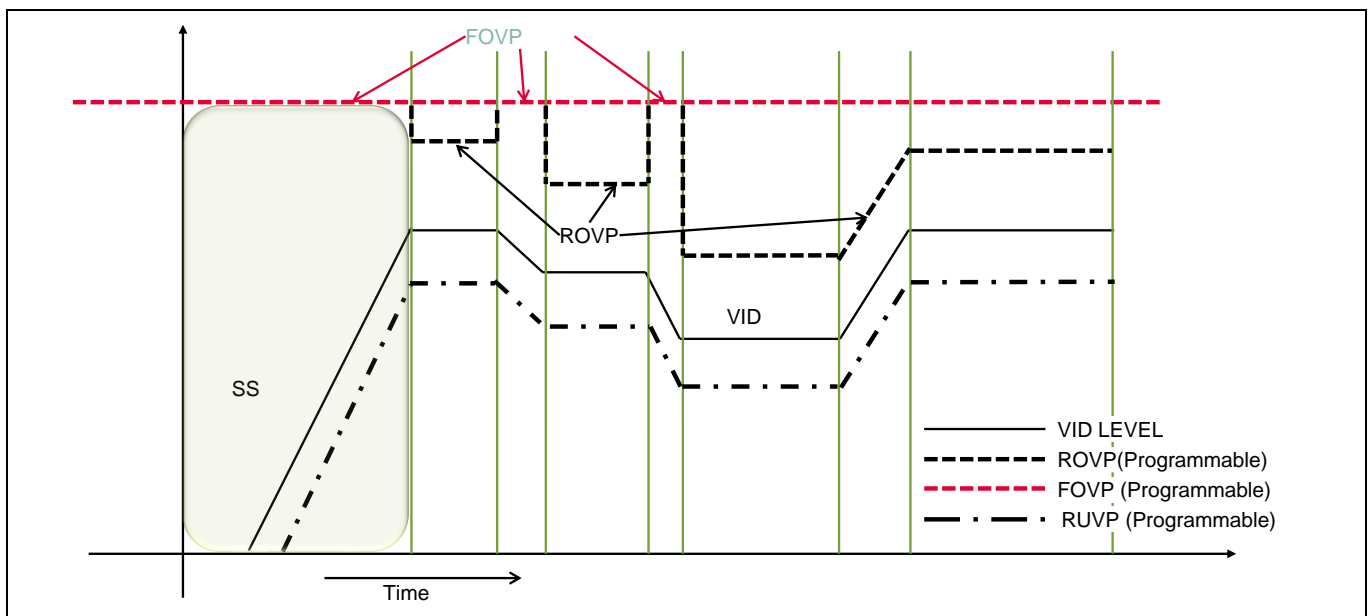 FOVP
ROVP
VID
SS
VID LEVEL
ROVP(Programmable)
FOVP (Programmable)
RUVP (Programmable)
Time